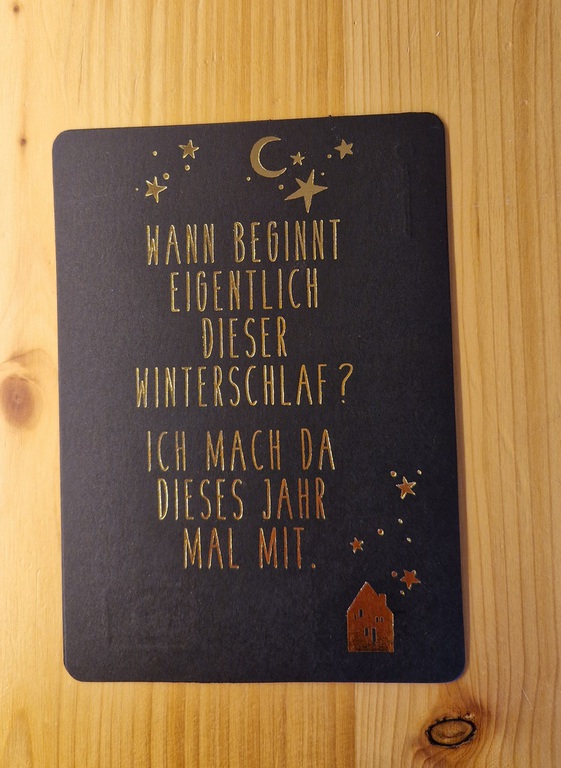 WANN BEGINNT
EIGENTLICH
DIESER
WINTERSCHLAF?
ICH MACH DA
DIESES JAHR
MAL MIT.